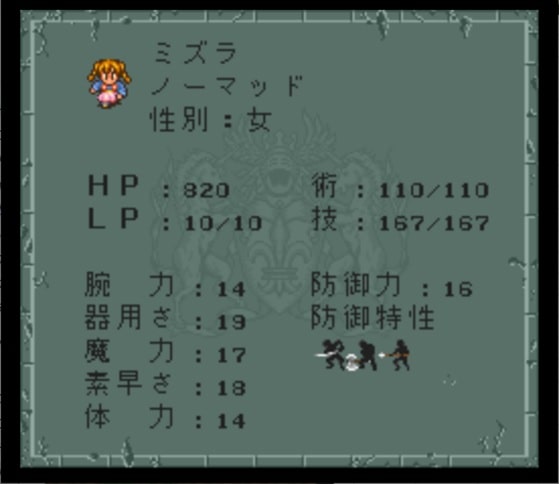 ミズラ
ノーマッド
性別：女
HP：820 術：110/110
LP：10/10 技：167/167
腕力：14 防御力：16
器用さ：19 防御特性
魔力：17
素早さ：18
体力：14